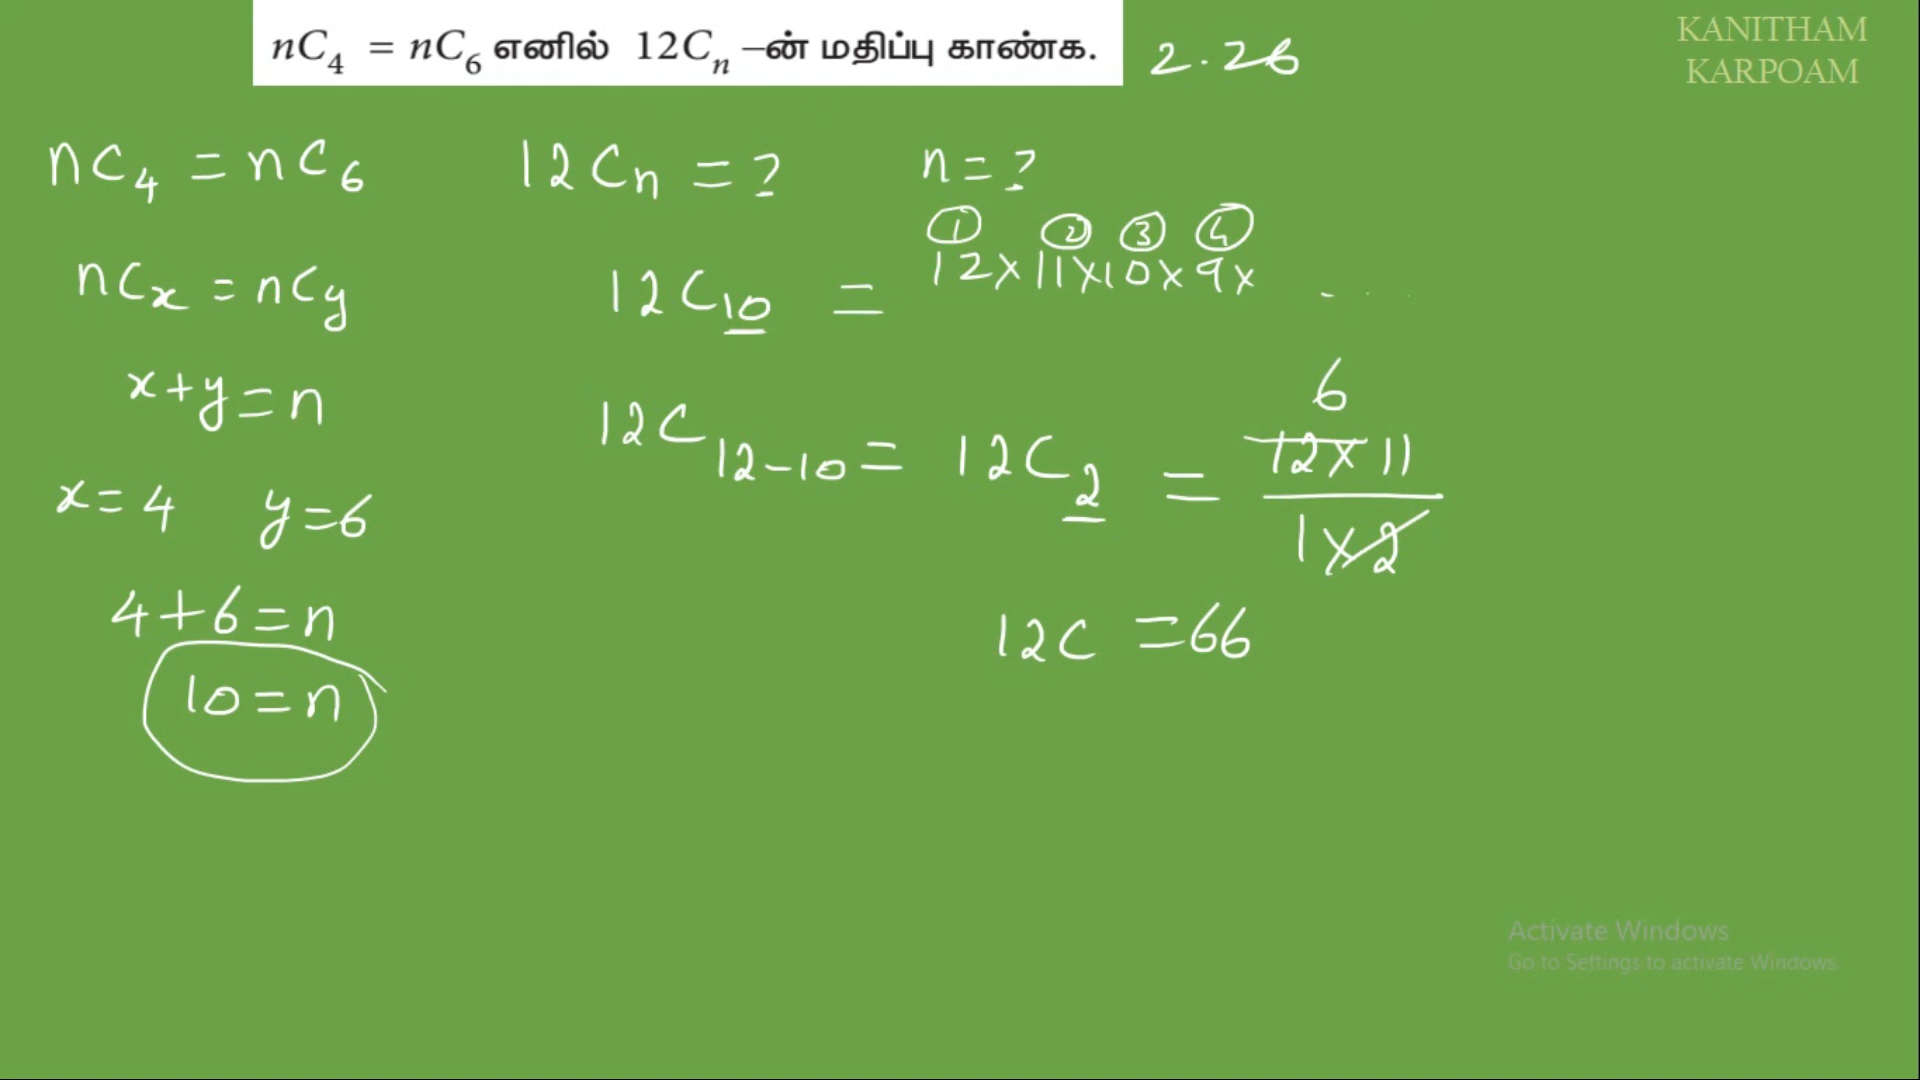 nC₄ = nC₆ எனில் 12Cₙ –ன் மதிப்பு காண்க. 2.26
KANITHAM
KARPOAM
nC₄ = nC₆
nCₓ = nCy
x+y=n
x=4 y=6
4+6=n
10=n
12Cₙ = ?
n=?
① ② ③ ④
12C₁₀ = 12×11×10×9× ....
6
12C₁₂₋₁₀ = 12C₂ = 12×11
1×2
12C =66
Activate Windows
Go to Settings to activate Windows.